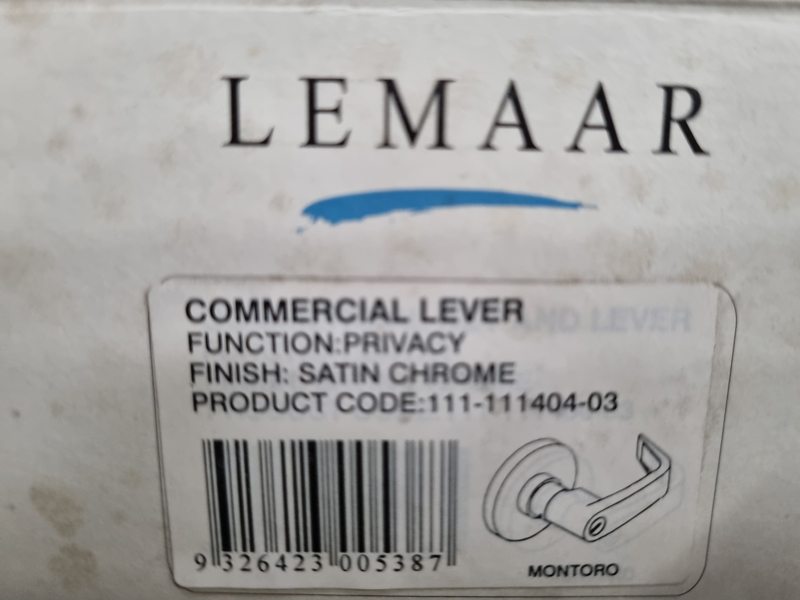 LEMAAR
COMMERCIAL LEVER
FUNCTION:PRIVACY
FINISH: SATIN CHROME
PRODUCT CODE:111-111404-03
9 326423 005387
MONTORO